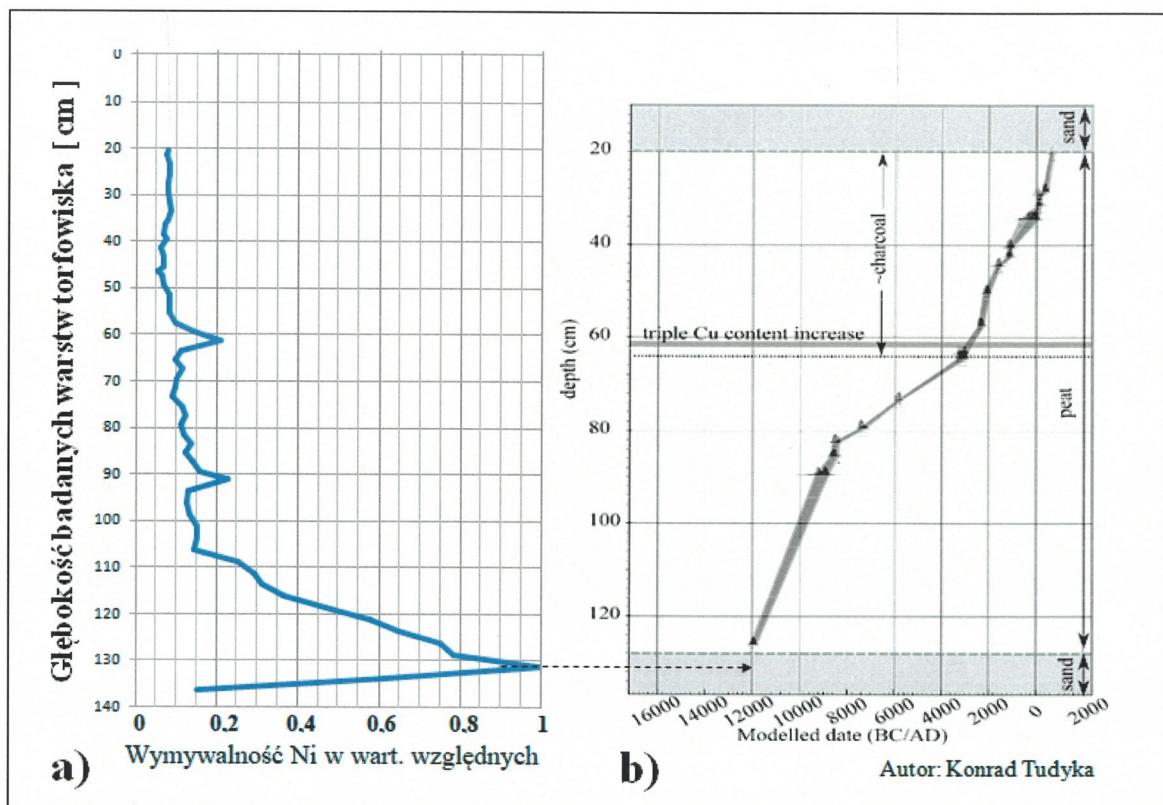 Głębokość badanych warstw torfowiska [ cm ]
0
10
20
30
40
50
60
70
80
90
100
110
120
130
140
0 0,2 0,4 0,6 0,8 1
Wymywalność Ni w wart. względnych
a)
sand
20
~charcoal
40
triple Cu content increase
60
depth (cm)
peat
80
100
120
sand
16000 14000 12000 10000 8000 6000 4000 2000 0 2000
Modelled date (BC/AD)
b)
Autor: Konrad Tudyka